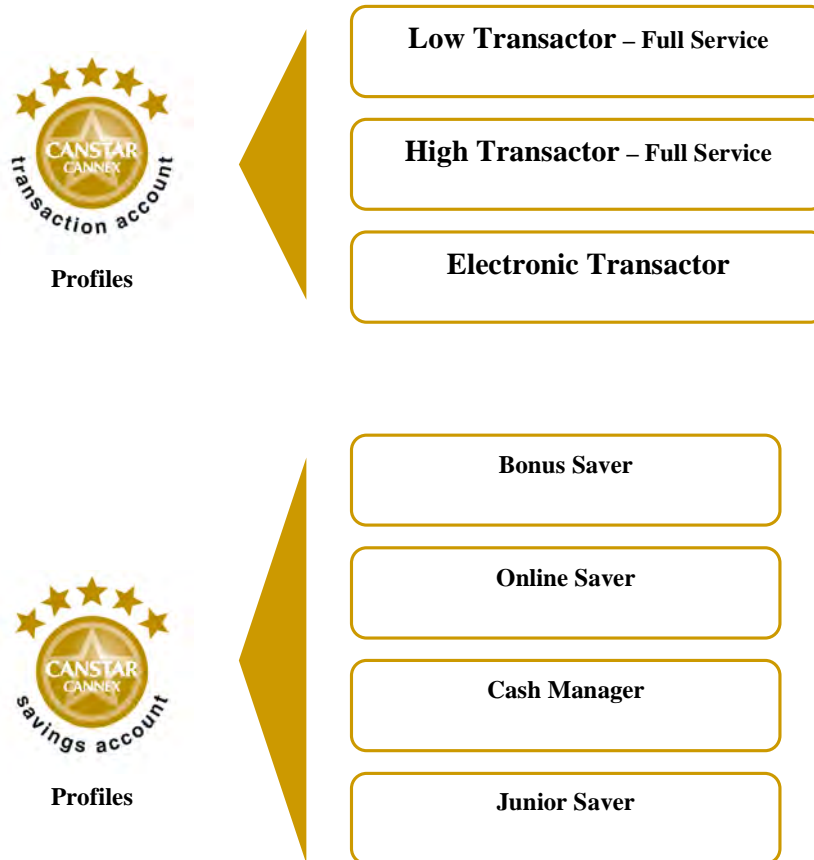 CANSTAR
CANNEX
transaction account
Profiles
Low Transactor – Full Service
High Transactor – Full Service
Electronic Transactor
CANSTAR
CANNEX
savings account
Profiles
Bonus Saver
Online Saver
Cash Manager
Junior Saver